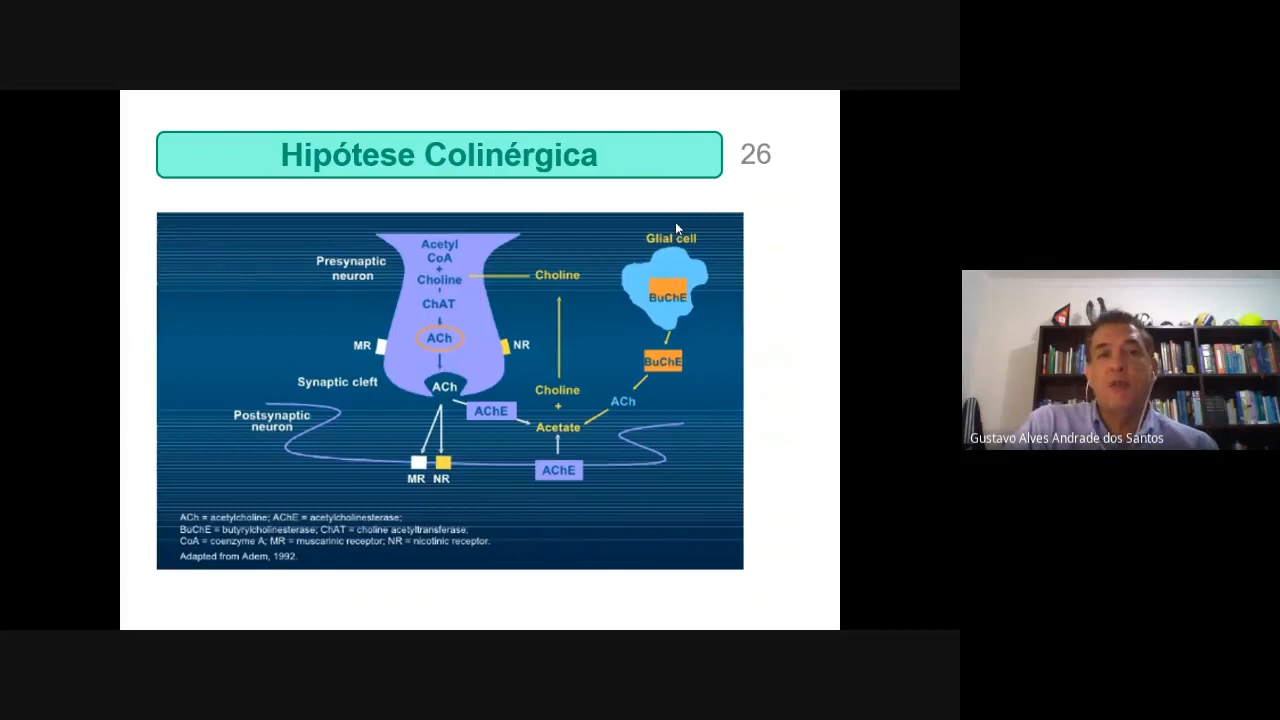 Hipótese Colinérgica
26
Glial cell
Acetyl
CoA
+
Choline
+
ChAT
ACh
ACh
Presynaptic
neuron
Choline
BuChE
MR
NR
BuChE
Synaptic cleft
Choline
+
Acetate
ACh
AChE
Postsynaptic
neuron
MR NR
AChE
ACh = acetylcholine; AChE = acetylcholinesterase;
BuChE = butyrylcholinesterase; ChAT = choline acetyltransferase;
CoA = coenzyme A; MR = muscarinic receptor; NR = nicotinic receptor.
Adapted from Adem, 1992.
Gustavo Alves Andrade dos Santos